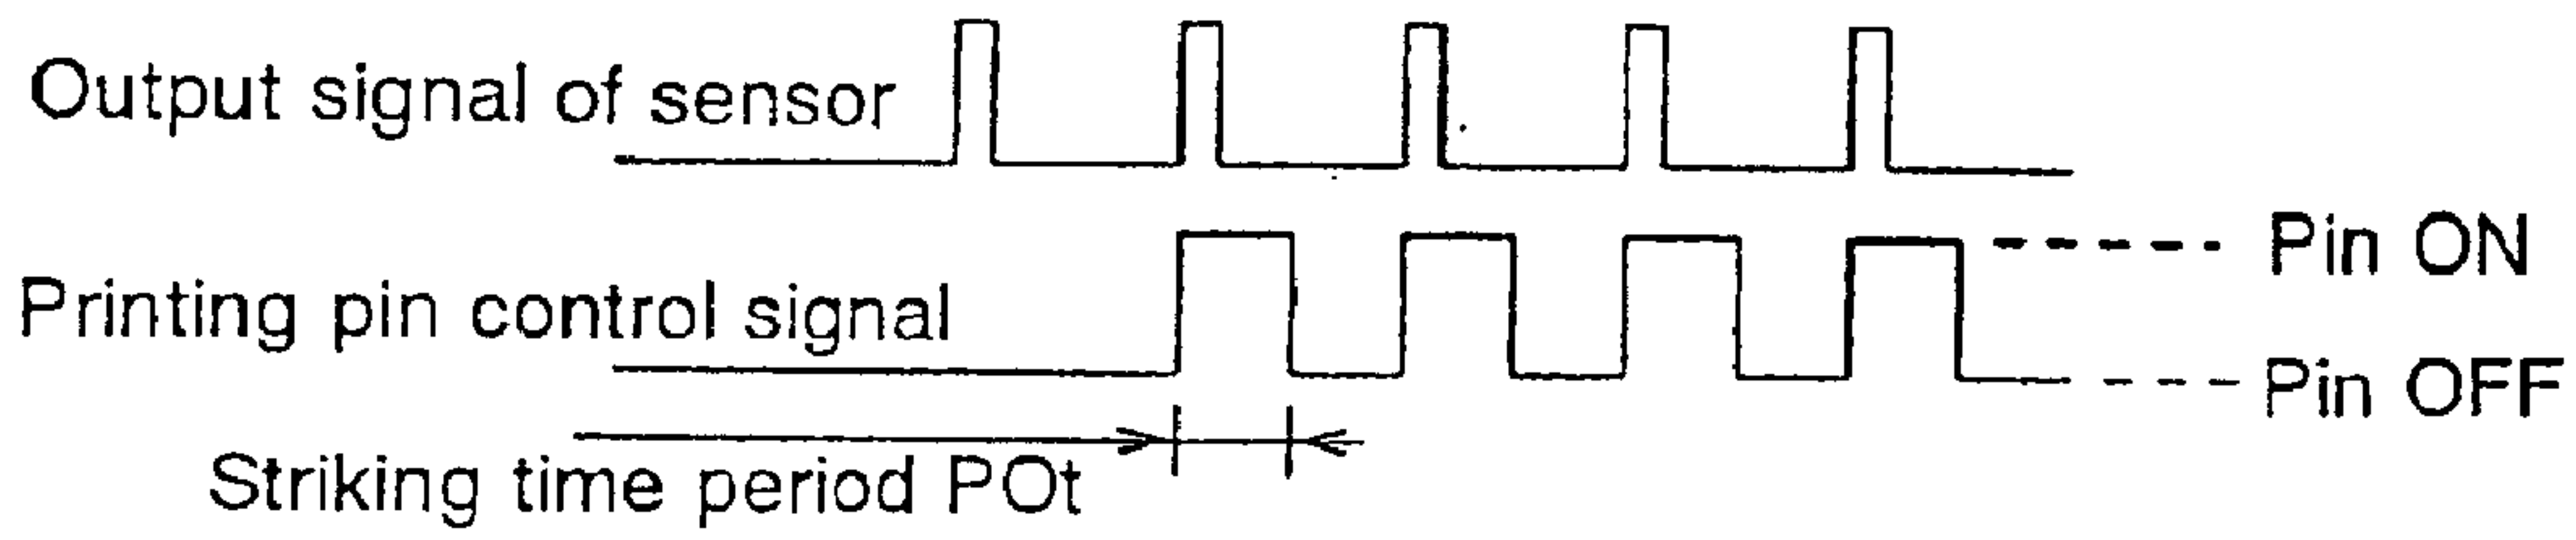 Output signal of sensor
Pin ON
Printing pin control signal
Pin OFF
Striking time period POt